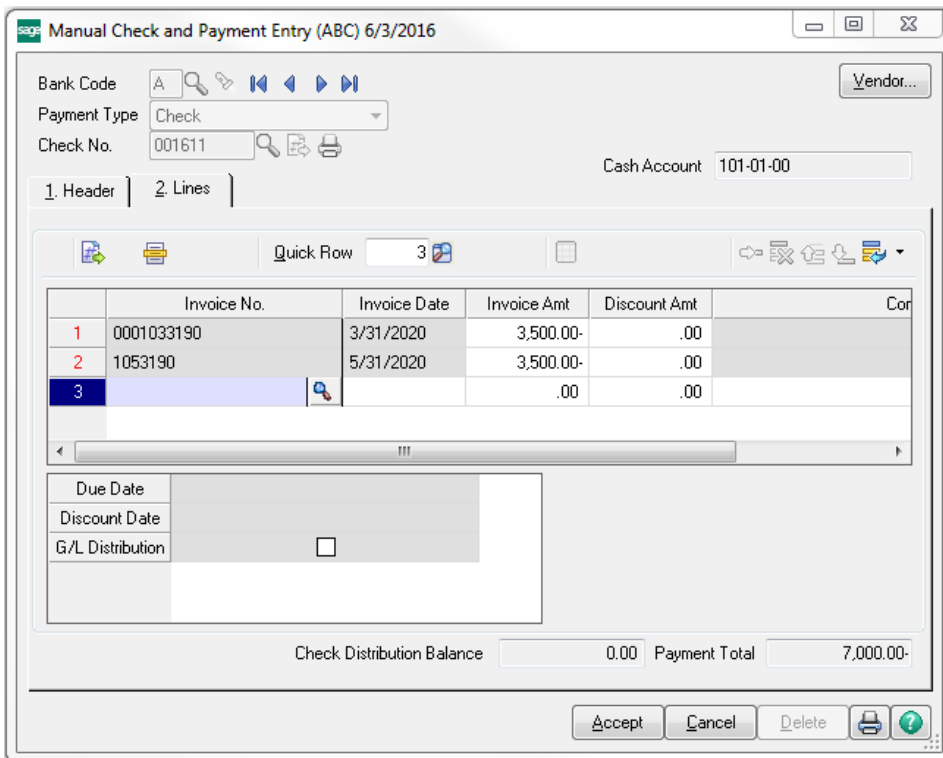 sage Manual Check and Payment Entry (ABC) 6/3/2016
Bank Code A
Vendor...
Payment Type Check
Check No. 001611
Cash Account 101-01-00
1. Header 2. Lines
Quick Row 3
Invoice No. Invoice Date Invoice Amt Discount Amt Cor
1 0001033190 3/31/2020 3,500.00- .00
2 1053190 5/31/2020 3,500.00- .00
3 .00 .00
Due Date
Discount Date
G/L Distribution
Check Distribution Balance 0.00 Payment Total 7,000.00-
Accept Cancel Delete